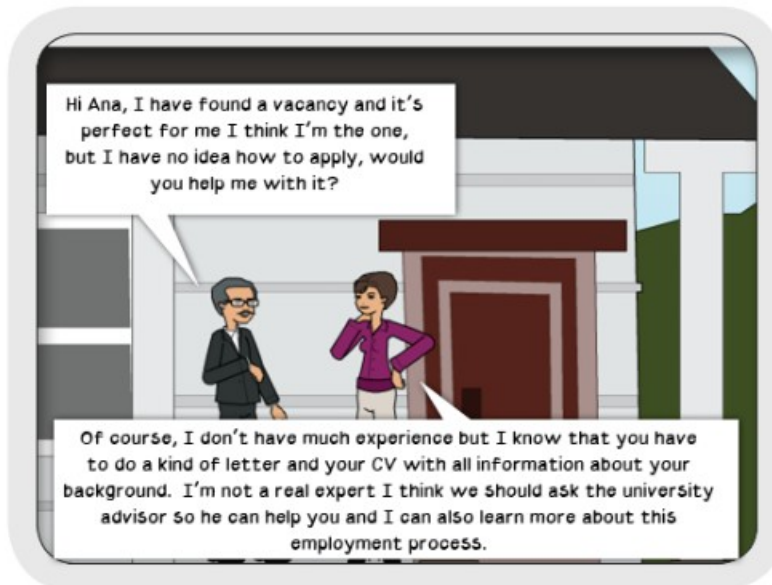 Hi Ana, I have found a vacancy and it's
perfect for me I think I'm the one,
but I have no idea how to apply, would
you help me with it?
Of course, I don't have much experience but I know that you have
to do a kind of letter and your CV with all information about your
background. I'm not a real expert I think we should ask the university
advisor so he can help you and I can also learn more about this
employment process.